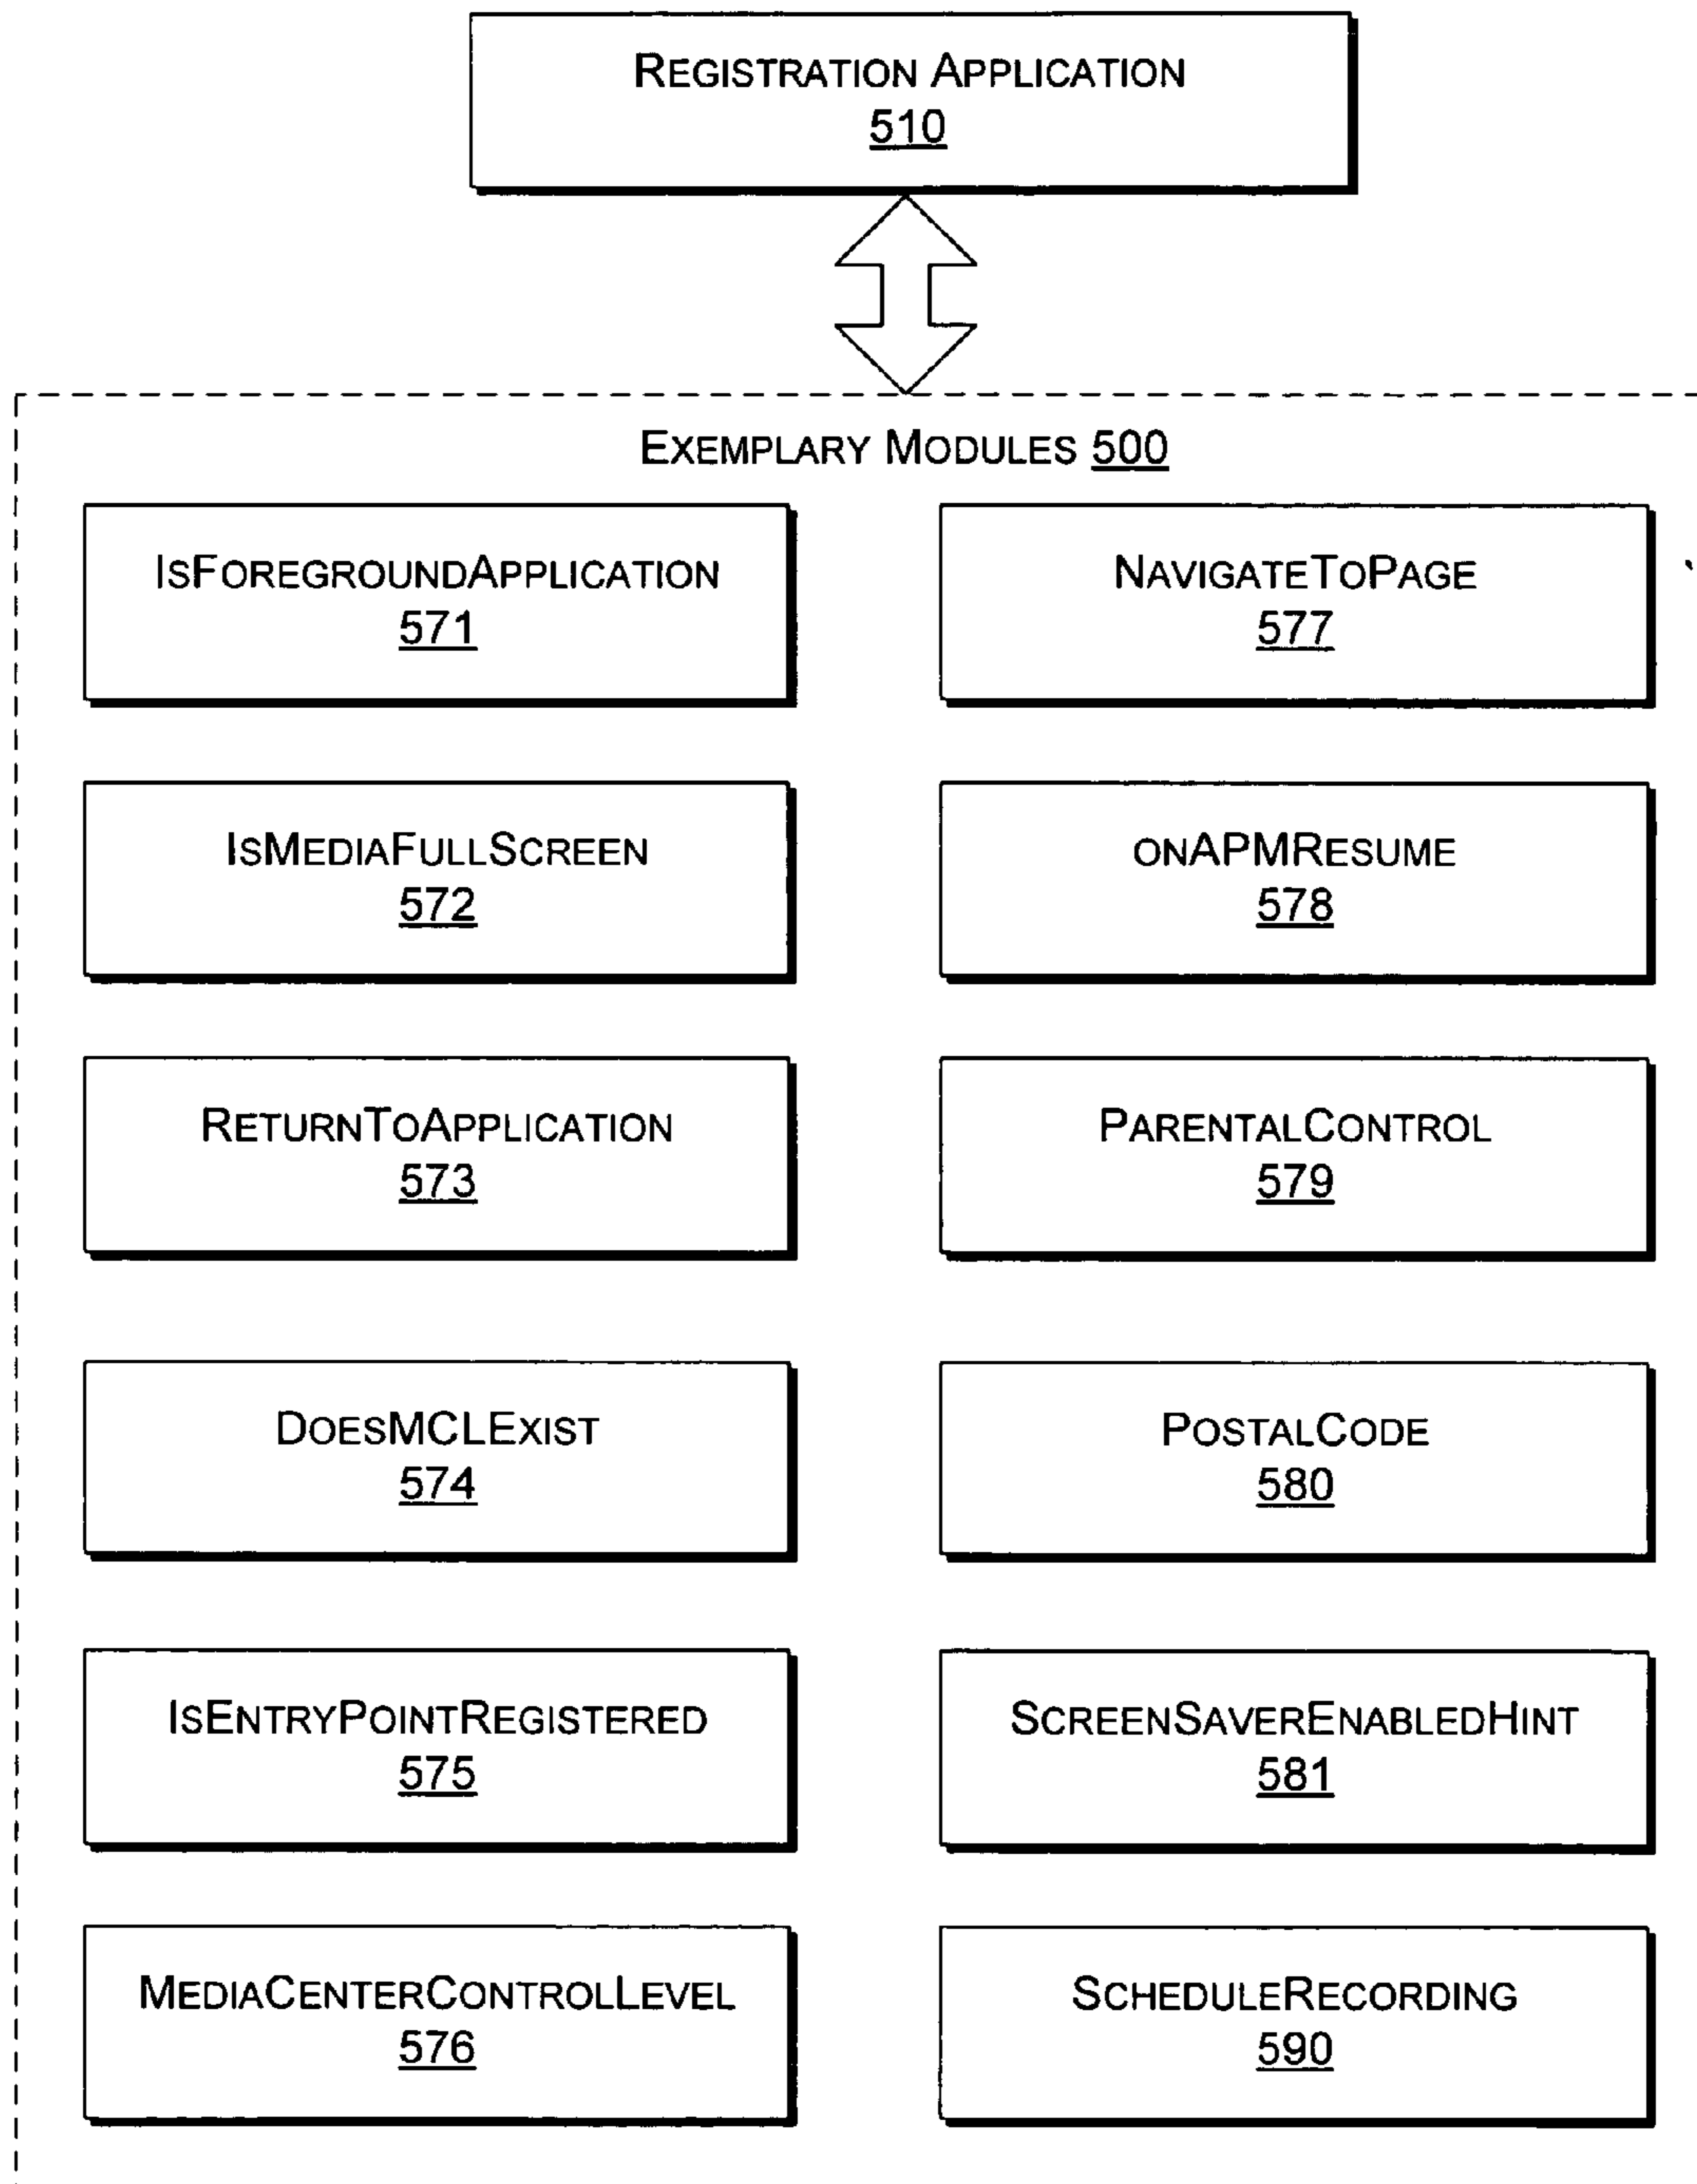 REGISTRATION APPLICATION
510
EXEMPLARY MODULES 500
ISFOREGROUNDAPPLICATION
571
NAVIGATETOPAGE
577
ISMEDIAFULLSCREEN
572
ONAPMRESUME
578
RETURNTOAPPLICATION
573
PARENTALCONTROL
579
DOESMCLEXIST
574
POSTALCODE
580
ISENTRYPOINTREGISTERED
575
SCREENSAVERENABLEDHINT
581
MEDIACENTERCONTROLLEVEL
576
SCHEDULERECORDING
590